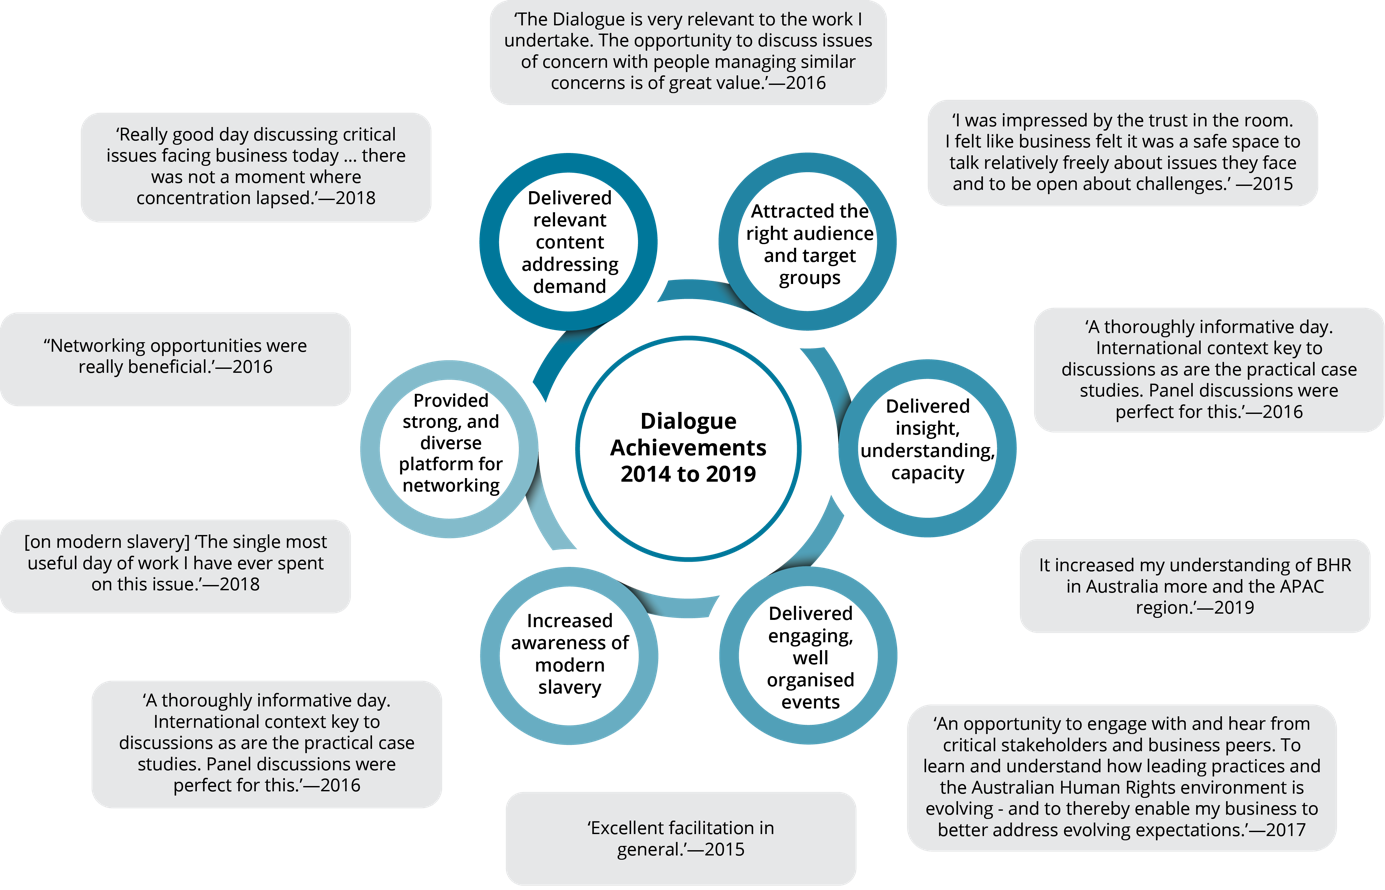 ‘The Dialogue is very relevant to the work I
undertake. The opportunity to discuss issues
of concern with people managing similar
concerns is of great value.’—2016
‘Really good day discussing critical
issues facing business today ... there
was not a moment where
concentration lapsed.’—2018
‘I was impressed by the trust in the room.
I felt like business felt it was a safe space to
talk relatively freely about issues they face
and to be open about challenges.’ —2015
Delivered
relevant
content
addressing
demand
Attracted the
right audience
and target
groups
“Networking opportunities were
really beneficial.’—2016
‘A thoroughly informative day.
International context key to
discussions as are the practical case
studies. Panel discussions were
perfect for this.’—2016
Provided
strong, and
diverse
platform for
networking
Dialogue
Achievements
2014 to 2019
Delivered
insight,
understanding,
capacity
[on modern slavery] ‘The single most
useful day of work I have ever spent
on this issue.’—2018
It increased my understanding of BHR
in Australia more and the APAC
region.’—2019
Increased
awareness of
modern
slavery
Delivered
engaging,
well
organised
events
‘A thoroughly informative day.
International context key to
discussions as are the practical case
studies. Panel discussions were
perfect for this.’—2016
‘An opportunity to engage with and hear from
critical stakeholders and business peers. To
learn and understand how leading practices and
the Australian Human Rights environment is
evolving - and to thereby enable my business to
better address evolving expectations.’—2017
‘Excellent facilitation in
general.’—2015